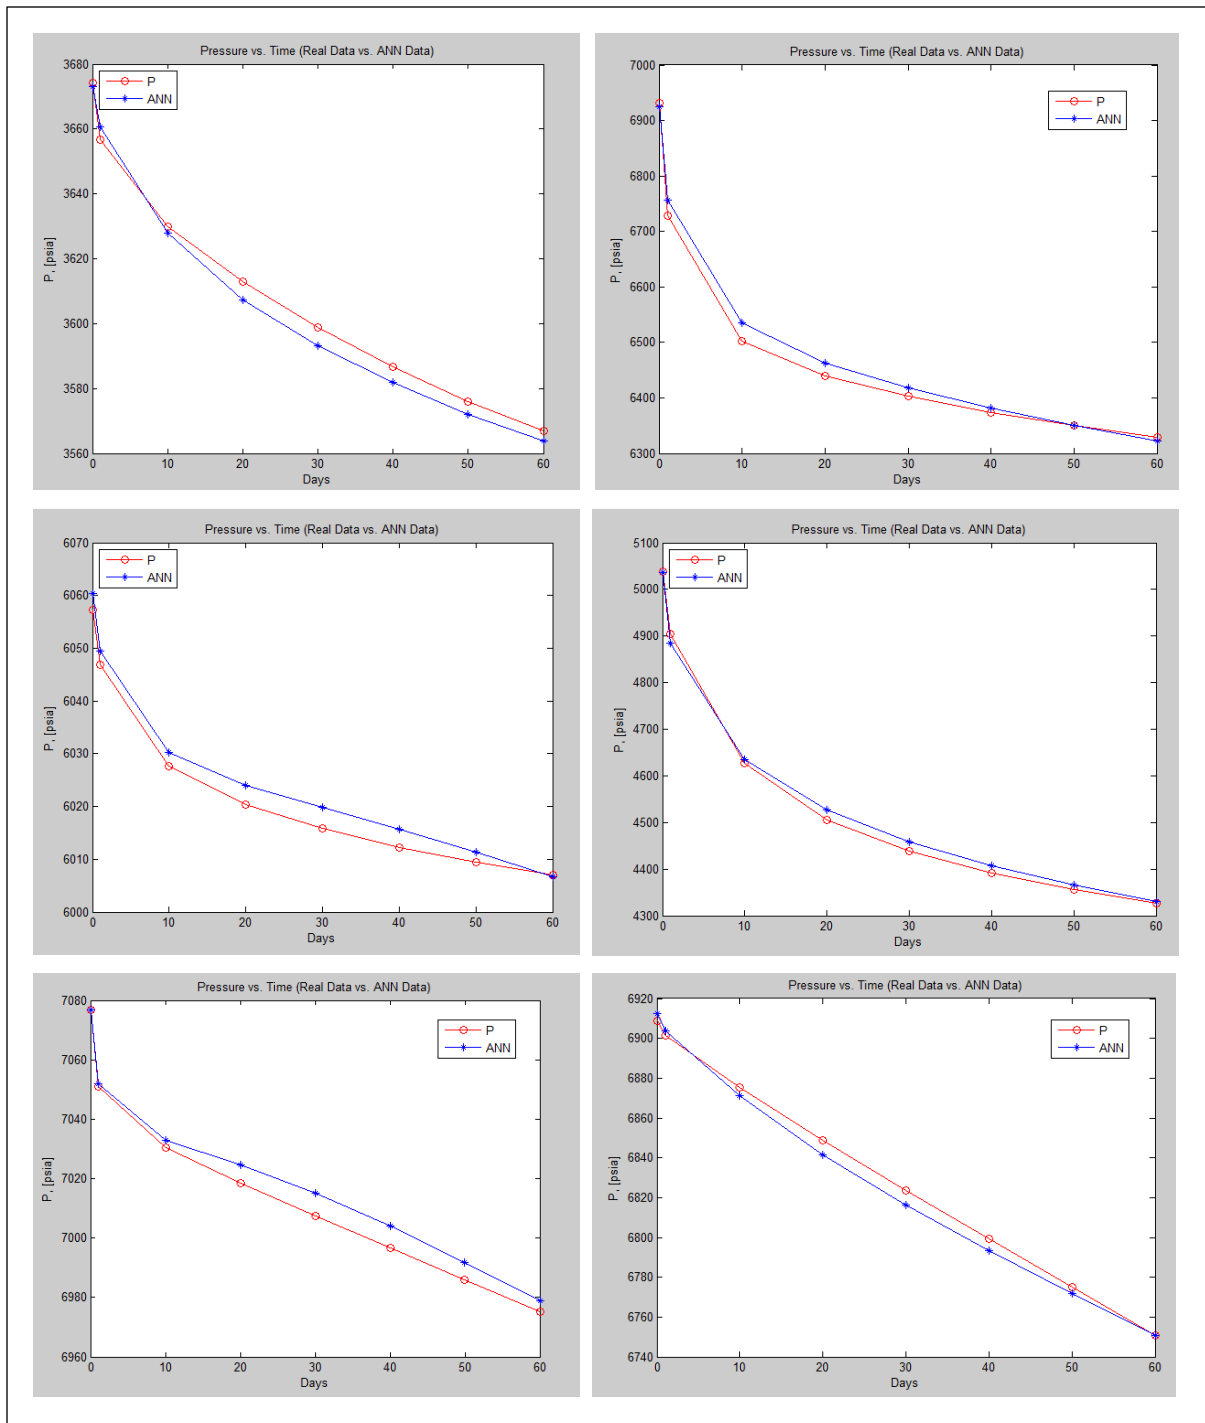 Pressure vs. Time (Real Data vs. ANN Data)
3680
3660
3640
3620
3600
3580
3560
P, [psia]
P
ANN
0 10 20 30 40 50 60
Days
Pressure vs. Time (Real Data vs. ANN Data)
7000
6900
6800
6700
6600
6500
6400
6300
P, [psia]
P
ANN
0 10 20 30 40 50 60
Days
Pressure vs. Time (Real Data vs. ANN Data)
6070
6060
6050
6040
6030
6020
6010
6000
P, [psia]
P
ANN
0 10 20 30 40 50 60
Days
Pressure vs. Time (Real Data vs. ANN Data)
5100
5000
4900
4800
4700
4600
4500
4400
4300
P, [psia]
P
ANN
0 10 20 30 40 50 60
Days
Pressure vs. Time (Real Data vs. ANN Data)
7080
7060
7040
7020
7000
6980
6960
P, [psia]
P
ANN
0 10 20 30 40 50 60
Days
Pressure vs. Time (Real Data vs. ANN Data)
6920
6900
6880
6860
6840
6820
6800
6780
6760
6740
P, [psia]
P
ANN
0 10 20 30 40 50 60
Days